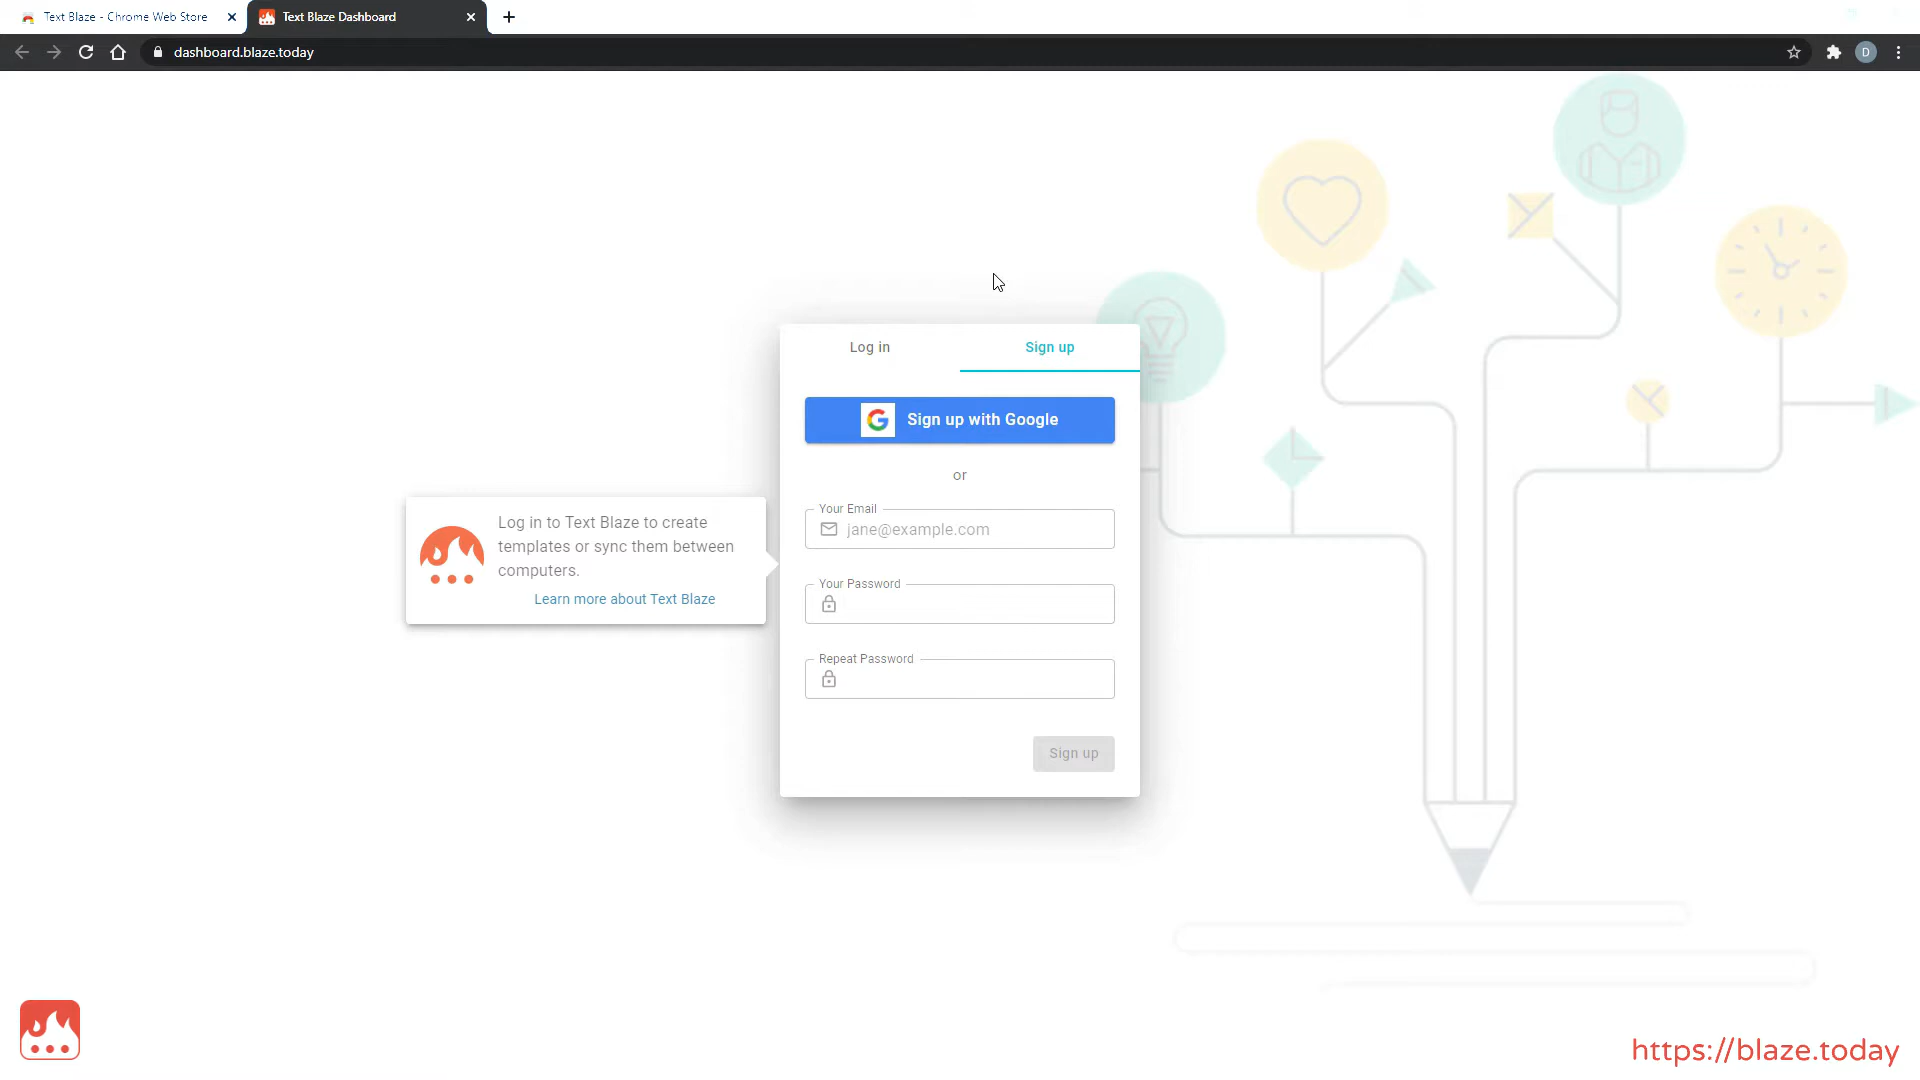 Text Blaze - Chrome Web Store
Text Blaze Dashboard
dashboard.blaze.today
D
Log in
Sign up
Sign up with Google
or
Your Email
jane@example.com
Log in to Text Blaze to create
templates or sync them between
computers.
Learn more about Text Blaze
Your Password
Repeat Password
Sign up
https://blaze.today